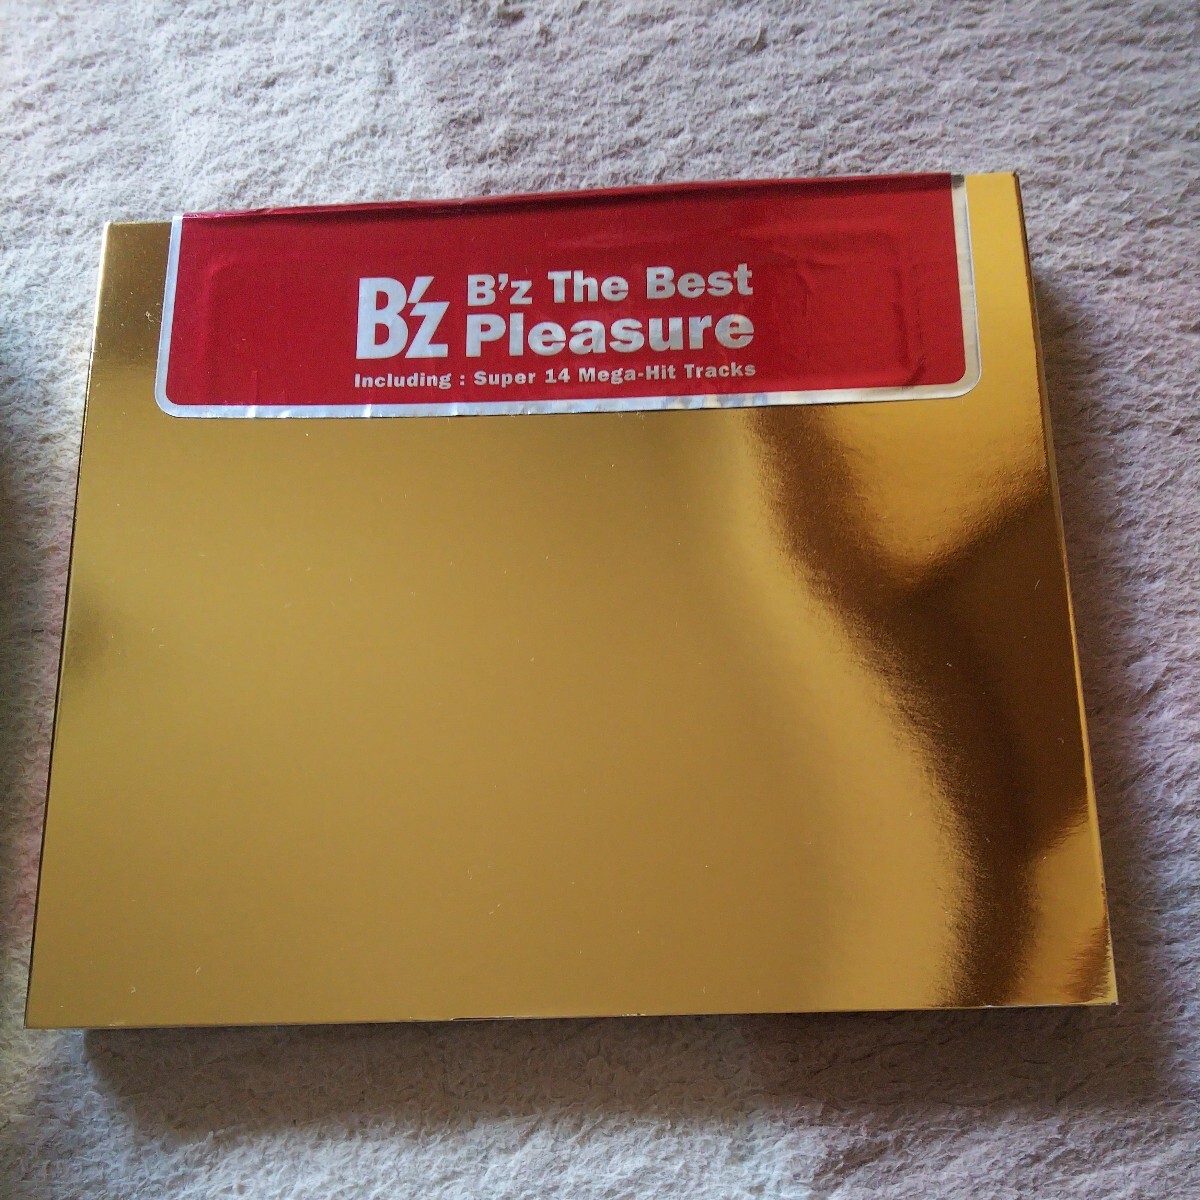 B'z
B'z The Best
Pleasure
Including : Super 14 Mega-Hit Tracks